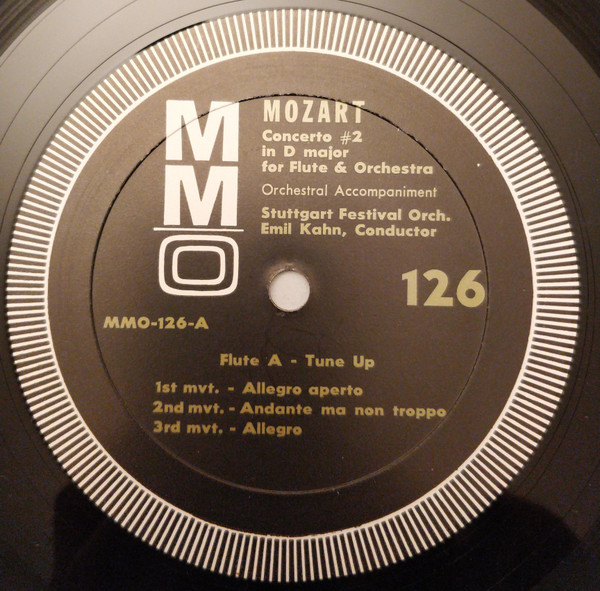 MMO
MOZART
Concerto #2
in D major
for Flute & Orchestra
Orchestral Accompaniment
Stuttgart Festival Orch.
Emil Kahn, Conductor
126
MMO-126-A
Flute A - Tune Up
1st mvt. - Allegro aperto
2nd mvt. - Andante ma non troppo
3rd mvt. - Allegro